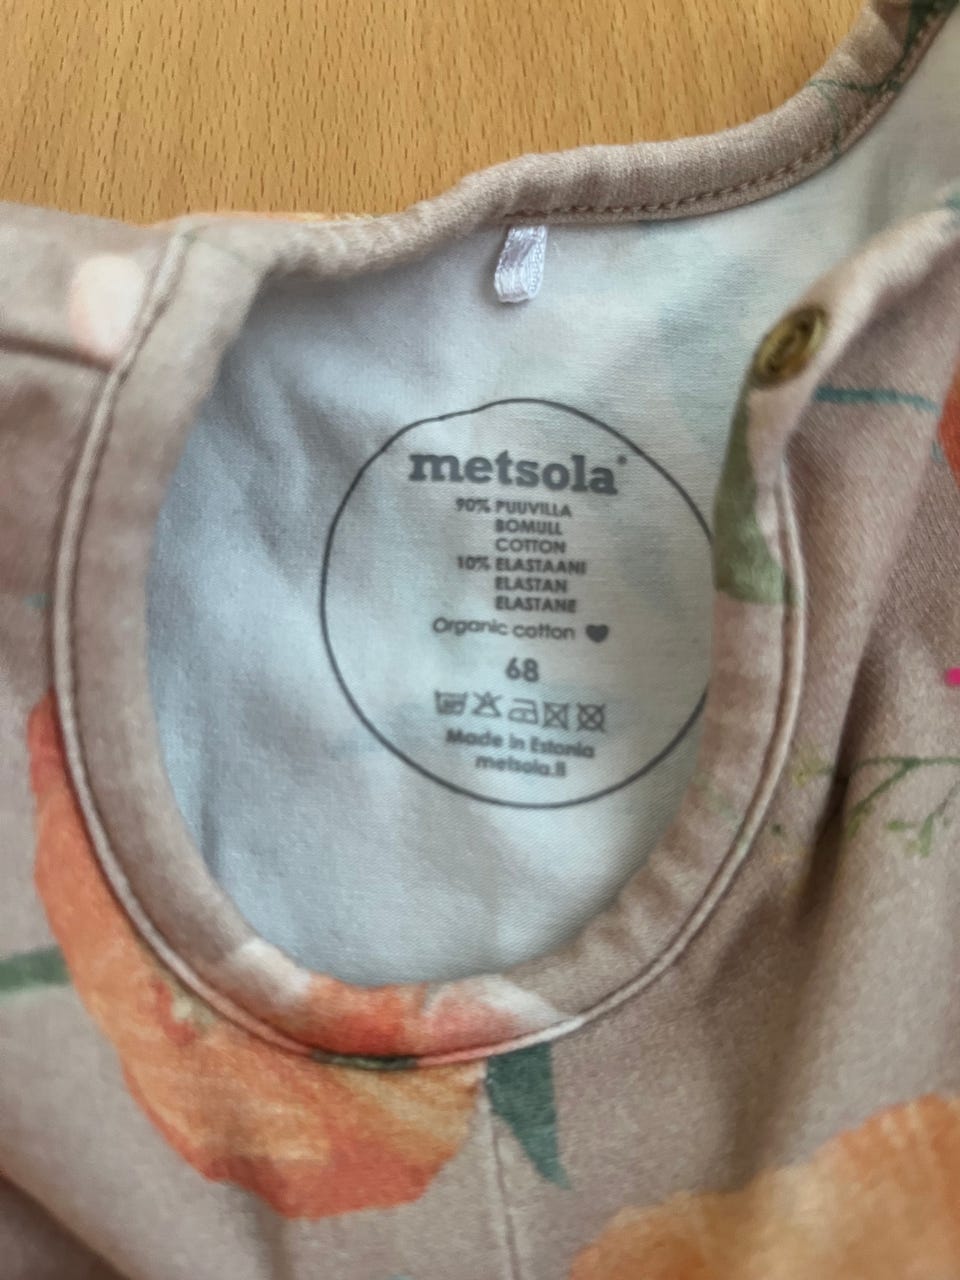 metsola®
90% PUUVILLA
BOMULL
COTTON
10% ELASTAANI
ELASTAN
ELASTANE
Organic cotton
68
Made in Estonia
metsola.fi